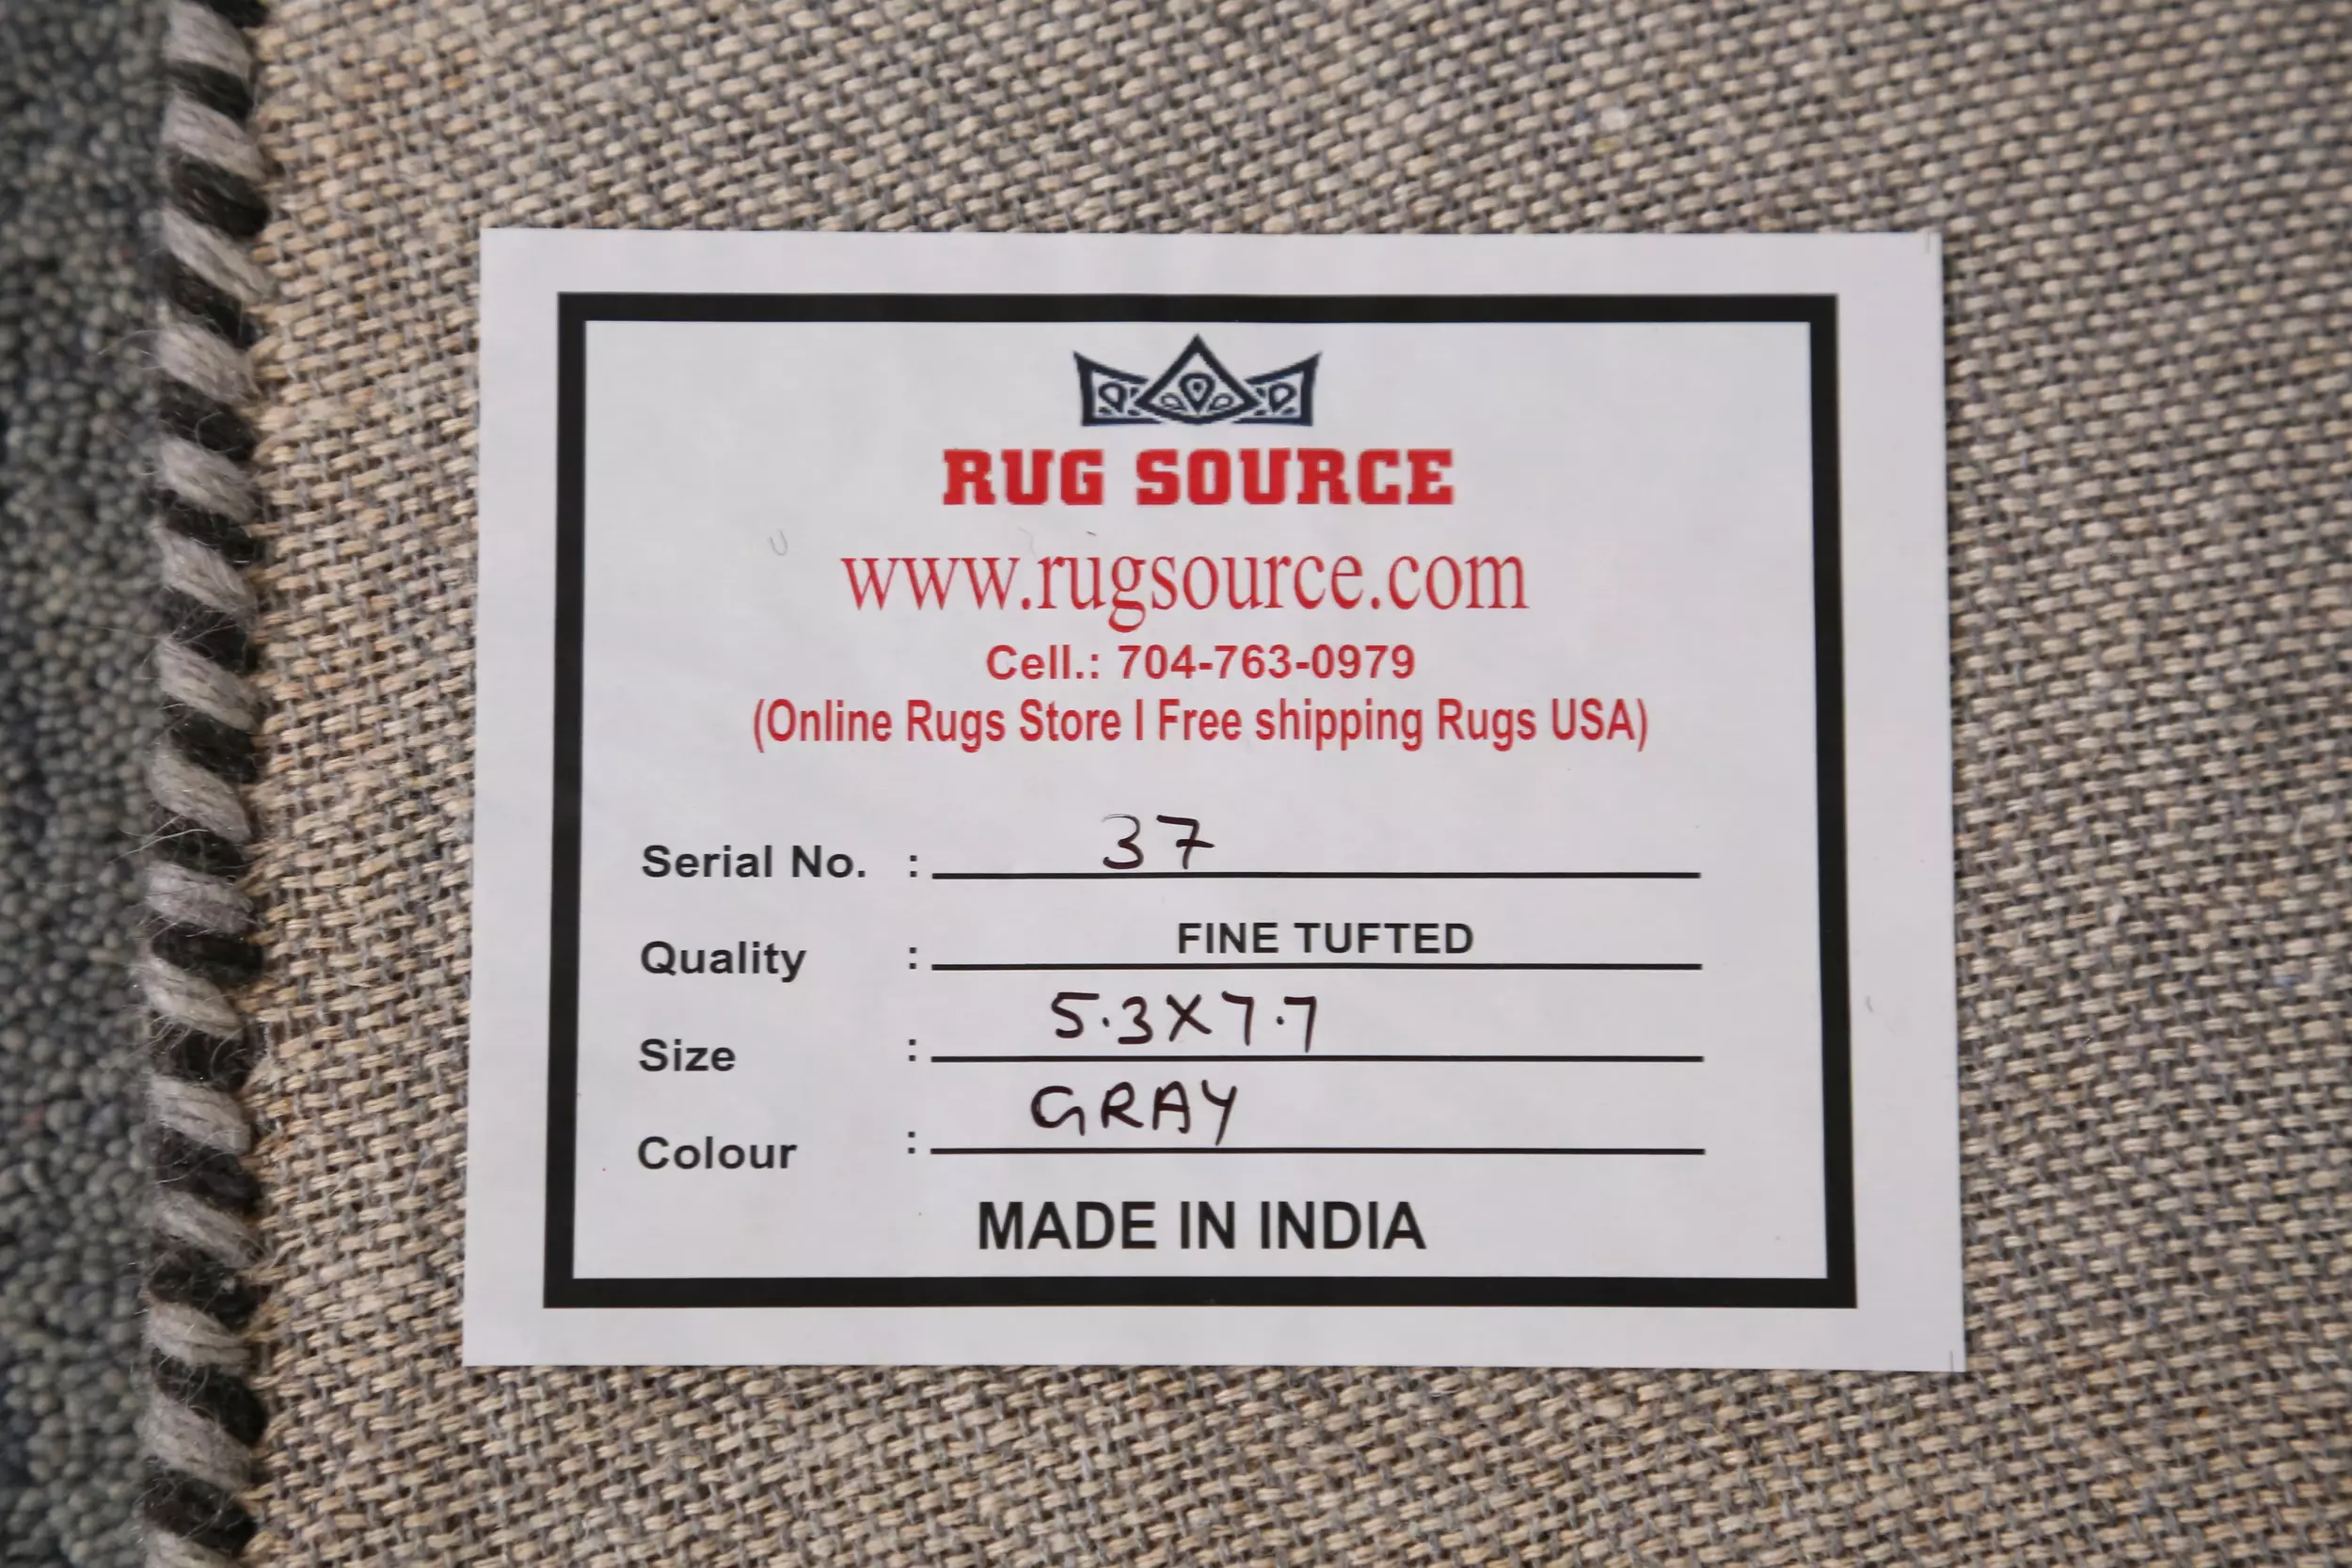 RUG SOURCE
www.rugsource.com
Cell.: 704-763-0979
(Online Rugs Store I Free shipping Rugs USA)
Serial No. : 37
Quality : FINE TUFTED
Size : 5.3X7.7
Colour : GRAY
MADE IN INDIA